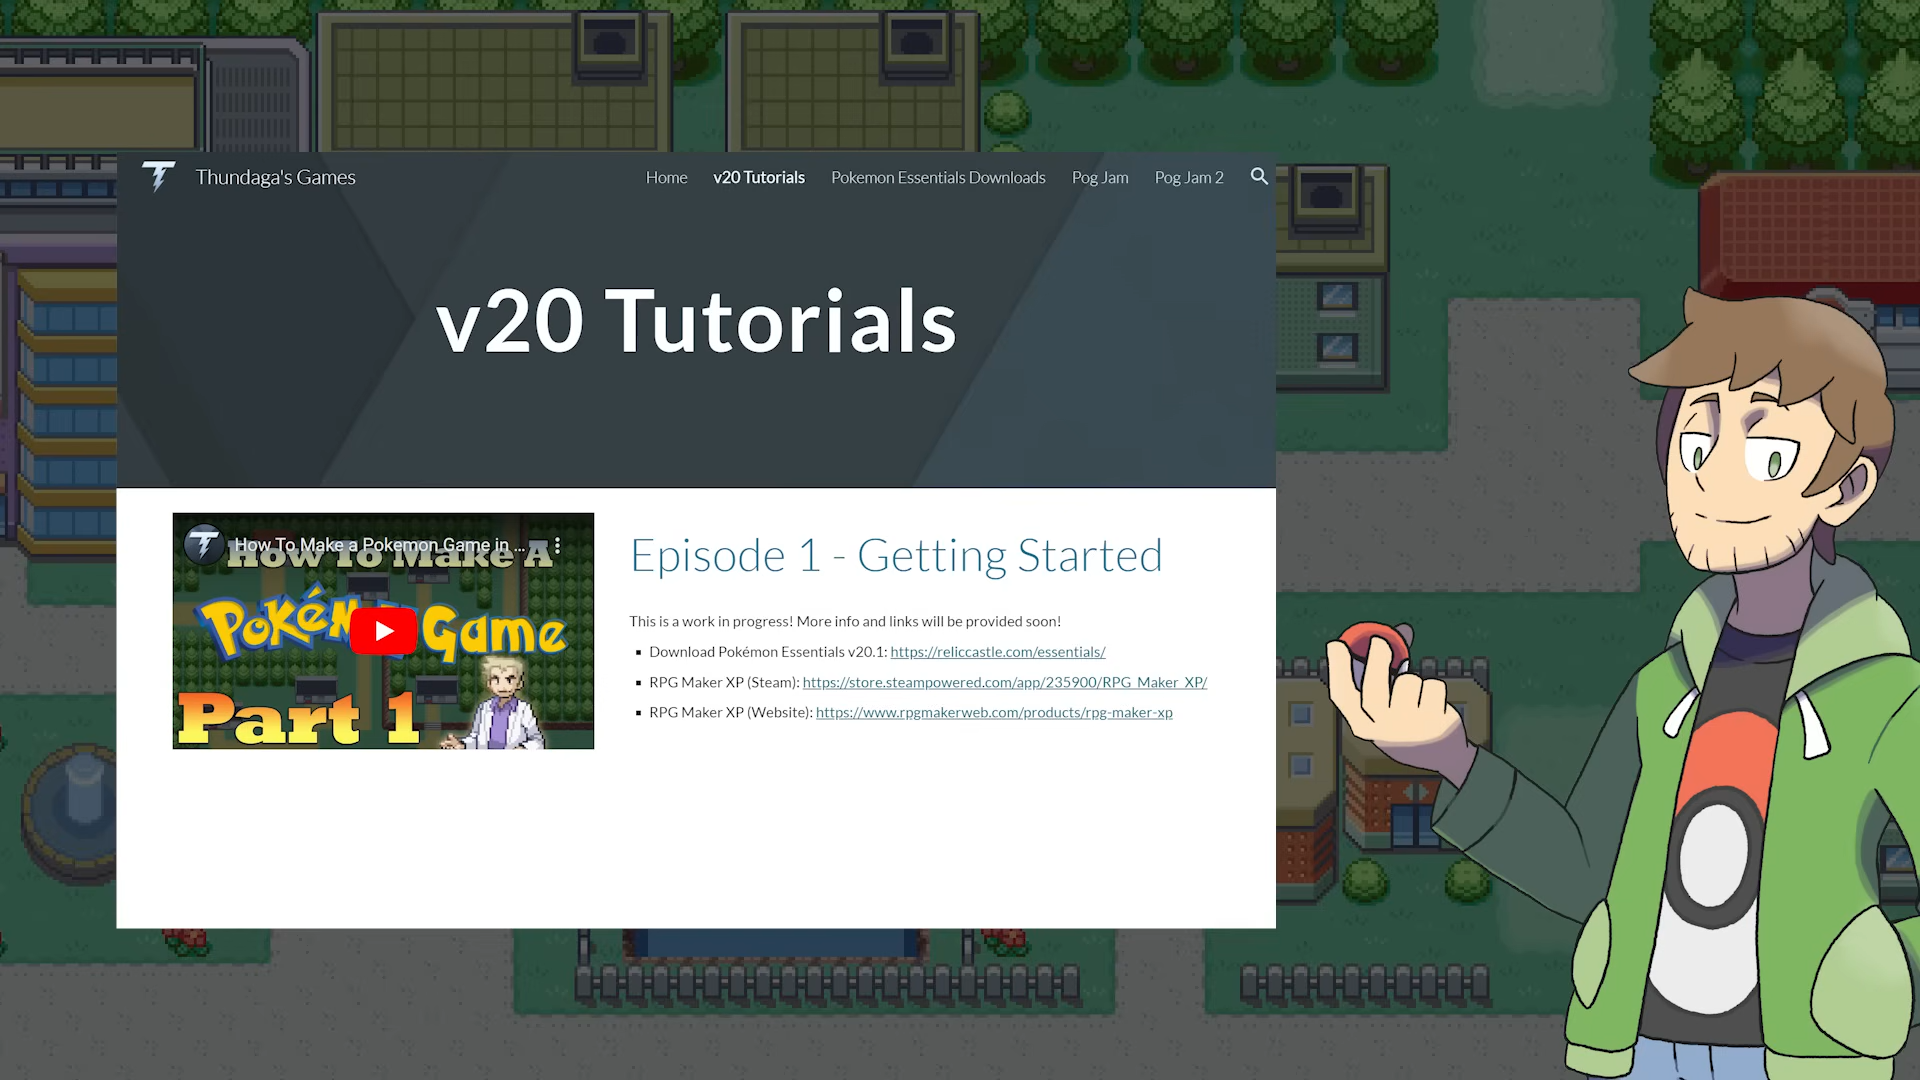 Thundaga's Games
Home v20 Tutorials Pokemon Essentials Downloads Pog Jam Pog Jam 2
v20 Tutorials
How To Make a Pokemon Game in ...
How To Make A
Pokémon Game
Part 1
Episode 1 - Getting Started
This is a work in progress! More info and links will be provided soon!
Download Pokémon Essentials v20.1: https://reliccastle.com/essentials/
RPG Maker XP (Steam): https://store.steampowered.com/app/235900/RPG_Maker_XP/
RPG Maker XP (Website): https://www.rpgmakerweb.com/products/rpg-maker-xp